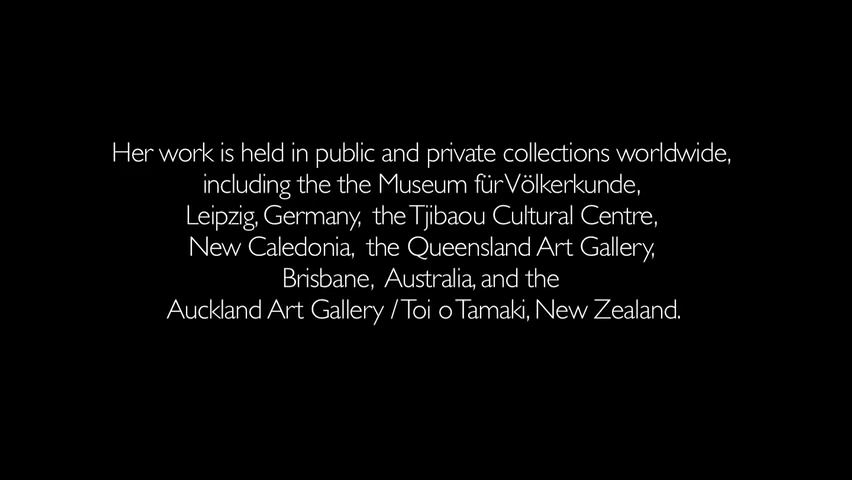 Her work is held in public and private collections worldwide,
including the the Museum für Völkerkunde,
Leipzig, Germany, the Tjibaou Cultural Centre,
New Caledonia, the Queensland Art Gallery,
Brisbane, Australia, and the
Auckland Art Gallery / Toi o Tamaki, New Zealand.